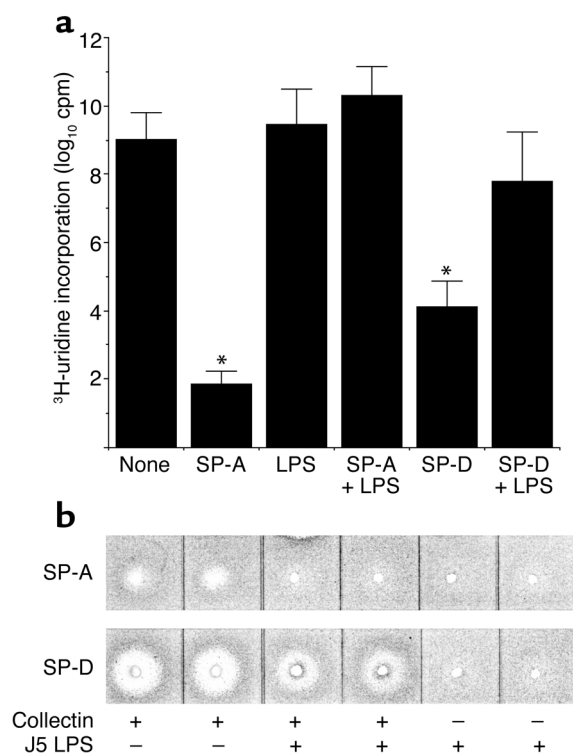 a
12
10
8
6
4
2
³H-uridine incorporation (log₁₀ cpm)
*
*
None SP-A LPS SP-A SP-D SP-D
+ LPS + LPS
b
SP-A
SP-D
Collectin + + + + – –
J5 LPS – – + + + +